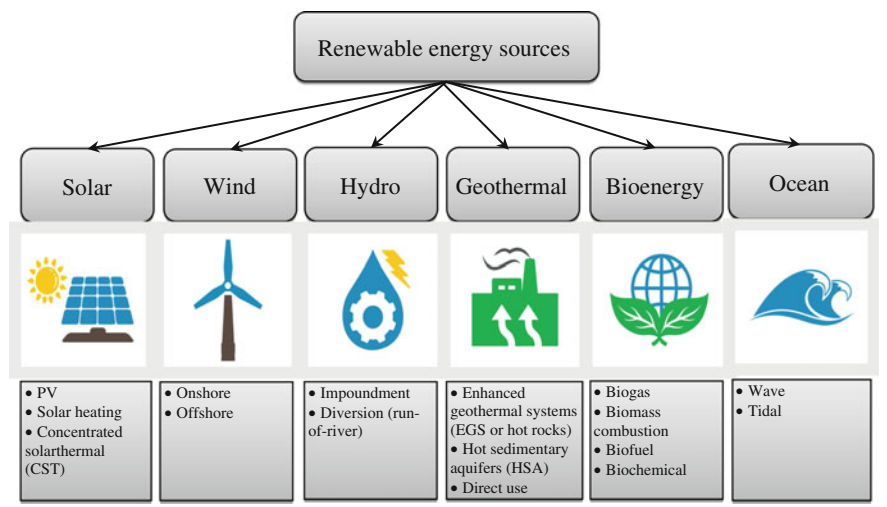 Renewable energy sources
Solar
Wind
Hydro
Geothermal
Bioenergy
Ocean
• PV
• Solar heating
• Concentrated
solarthermal
(CST)
• Onshore
• Offshore
• Impoundment
• Diversion (run-
of-river)
• Enhanced
geothermal systems
(EGS or hot rocks)
• Hot sedimentary
aquifers (HSA)
• Direct use
• Biogas
• Biomass
combustion
• Biofuel
• Biochemical
• Wave
• Tidal